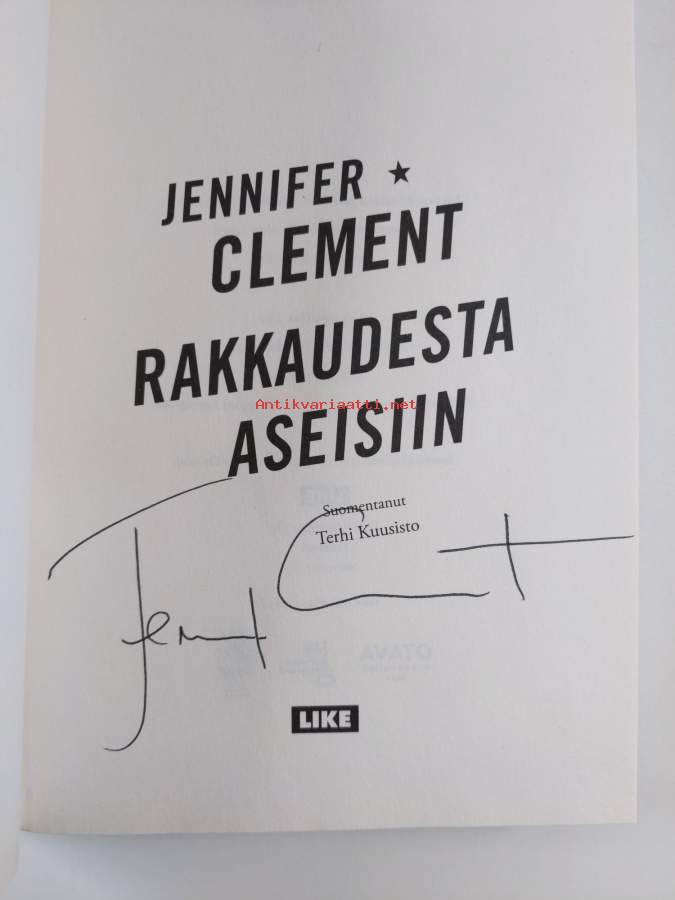 JENNIFER ★
CLEMENT
RAKKAUDESTA
Antikvariaatti.net
ASEISIIN
Suomentanut
Terhi Kuusisto
LIKE